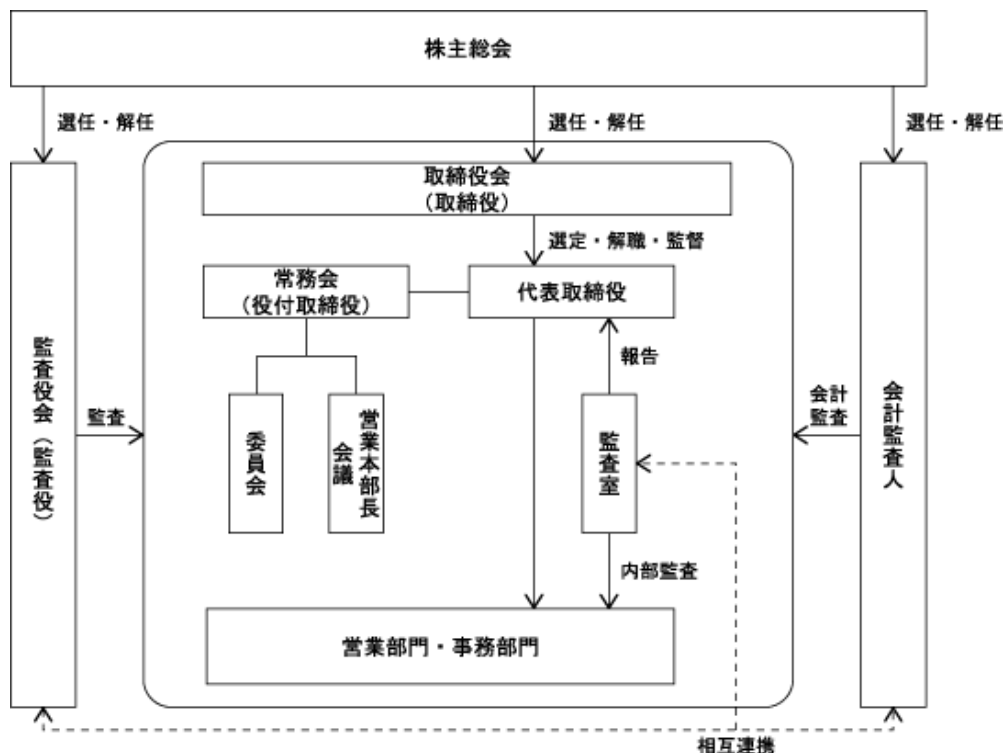 株主総会
選任・解任
選任・解任
選任・解任
取締役会
(取締役)
選定・解職・監督
常務会
(役付取締役)
代表取締役
報告
監査役会(監査役)
監査
委員会
営業本部長
会議
監査室
会計
監査
会計監査人
内部監査
営業部門・事務部門
相互連携